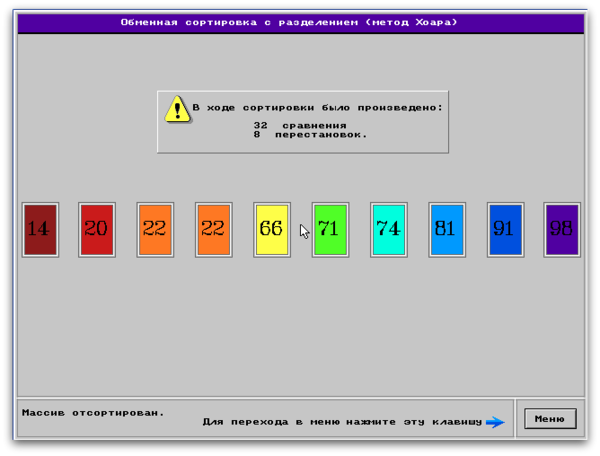 Обменная сортировка с разделением (метод Хоара)
В ходе сортировки было произведено:
32 сравнения
8 перестановок.
14 20 22 22 66 71 74 81 91 98
Массив отсортирован.
Для перехода в меню нажмите эту клавишу
Меню